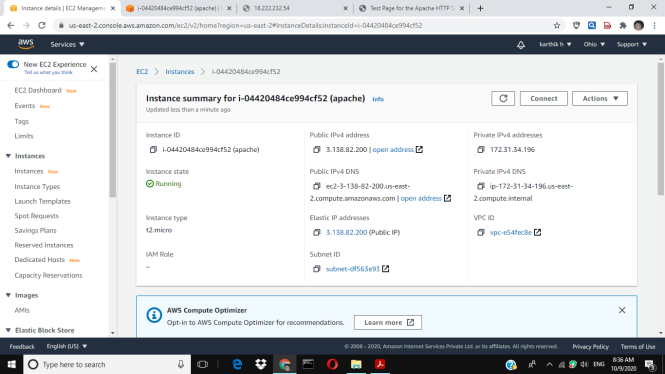 Instance details | EC2 Manageme
i-04420484ce994cf52 (apache) |
18.222.232.54
Test Page for the Apache HTTP S
us-east-2.console.aws.amazon.com/ec2/v2/home?region=us-east-2#InstanceDetails:instanceId=i-04420484ce994cf52
aws
Services
karthik h
Ohio
Support
New EC2 Experience
Tell us what you think
EC2 Dashboard New
Events New
Tags
Limits
Instances
Instances New
Instance Types
Launch Templates
Spot Requests
Savings Plans
Reserved Instances
Dedicated Hosts New
Capacity Reservations
Images
AMIs
Elastic Block Store
EC2 > Instances > i-04420484ce994cf52
Instance summary for i-04420484ce994cf52 (apache) Info
Updated less than a minute ago
Connect
Actions
Instance ID
i-04420484ce994cf52 (apache)
Public IPv4 address
3.138.82.200 | open address
Private IPv4 addresses
172.31.34.196
Instance state
Running
Public IPv4 DNS
ec2-3-138-82-200.us-east-
2.compute.amazonaws.com | open address
Private IPv4 DNS
ip-172-31-34-196.us-east-
2.compute.internal
Instance type
t2.micro
Elastic IP addresses
3.138.82.200 (Public IP)
VPC ID
vpc-e54fec8e
IAM Role
–
Subnet ID
subnet-df563e93
AWS Compute Optimizer
Opt-in to AWS Compute Optimizer for recommendations.
Learn more
Feedback
English (US)
© 2008 - 2020, Amazon Internet Services Private Ltd. or its affiliates. All rights reserved.
Privacy Policy
Terms of Use
Type here to search
ENG
8:36 AM
10/9/2020